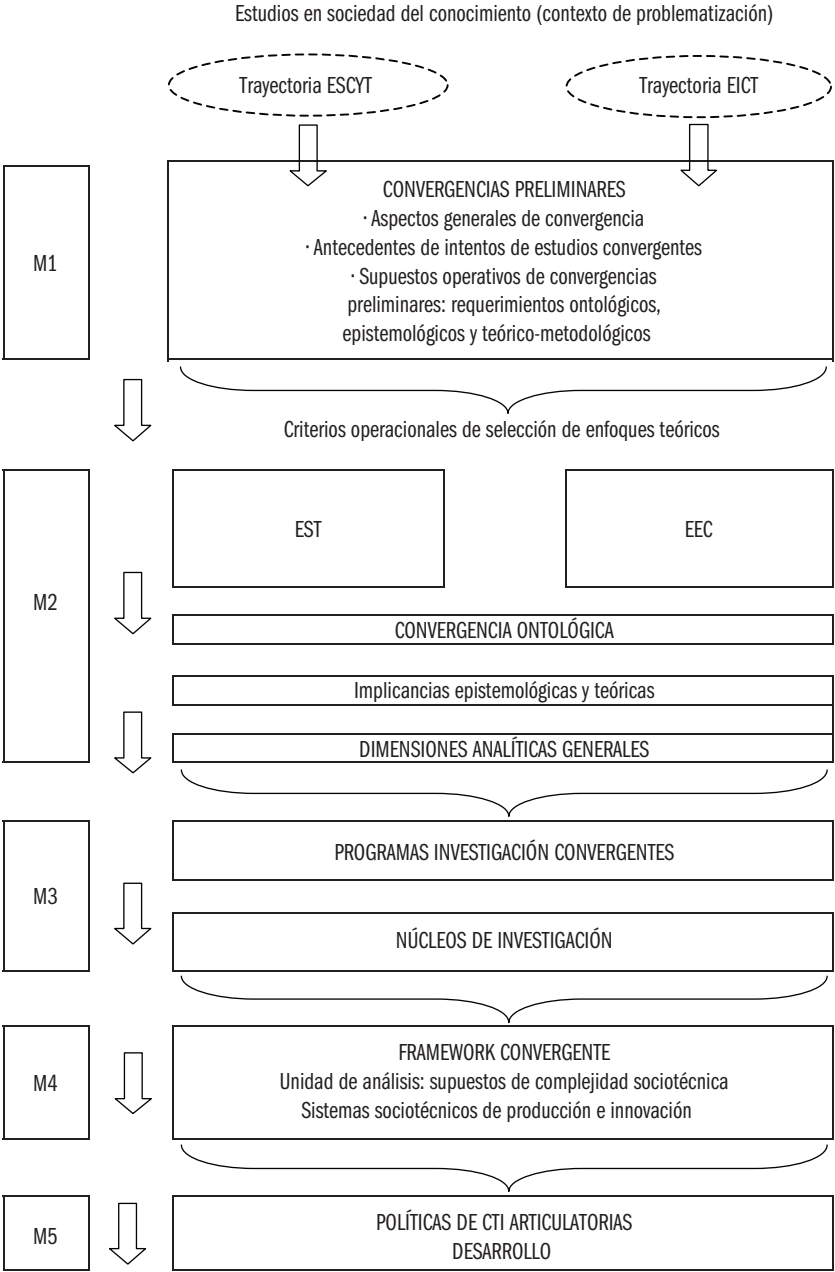 Estudios en sociedad del conocimiento (contexto de problematización)
Trayectoria ESCYT
Trayectoria EICT
M1
CONVERGENCIAS PRELIMINARES
· Aspectos generales de convergencia
· Antecedentes de intentos de estudios convergentes
· Supuestos operativos de convergencias
preliminares: requerimientos ontológicos,
epistemológicos y teórico-metodológicos
Criterios operacionales de selección de enfoques teóricos
M2
EST
EEC
CONVERGENCIA ONTOLÓGICA
Implicancias epistemológicas y teóricas
DIMENSIONES ANALÍTICAS GENERALES
M3
PROGRAMAS INVESTIGACIÓN CONVERGENTES
NÚCLEOS DE INVESTIGACIÓN
M4
FRAMEWORK CONVERGENTE
Unidad de análisis: supuestos de complejidad sociotécnica
Sistemas sociotécnicos de producción e innovación
M5
POLÍTICAS DE CTI ARTICULATORIAS
DESARROLLO